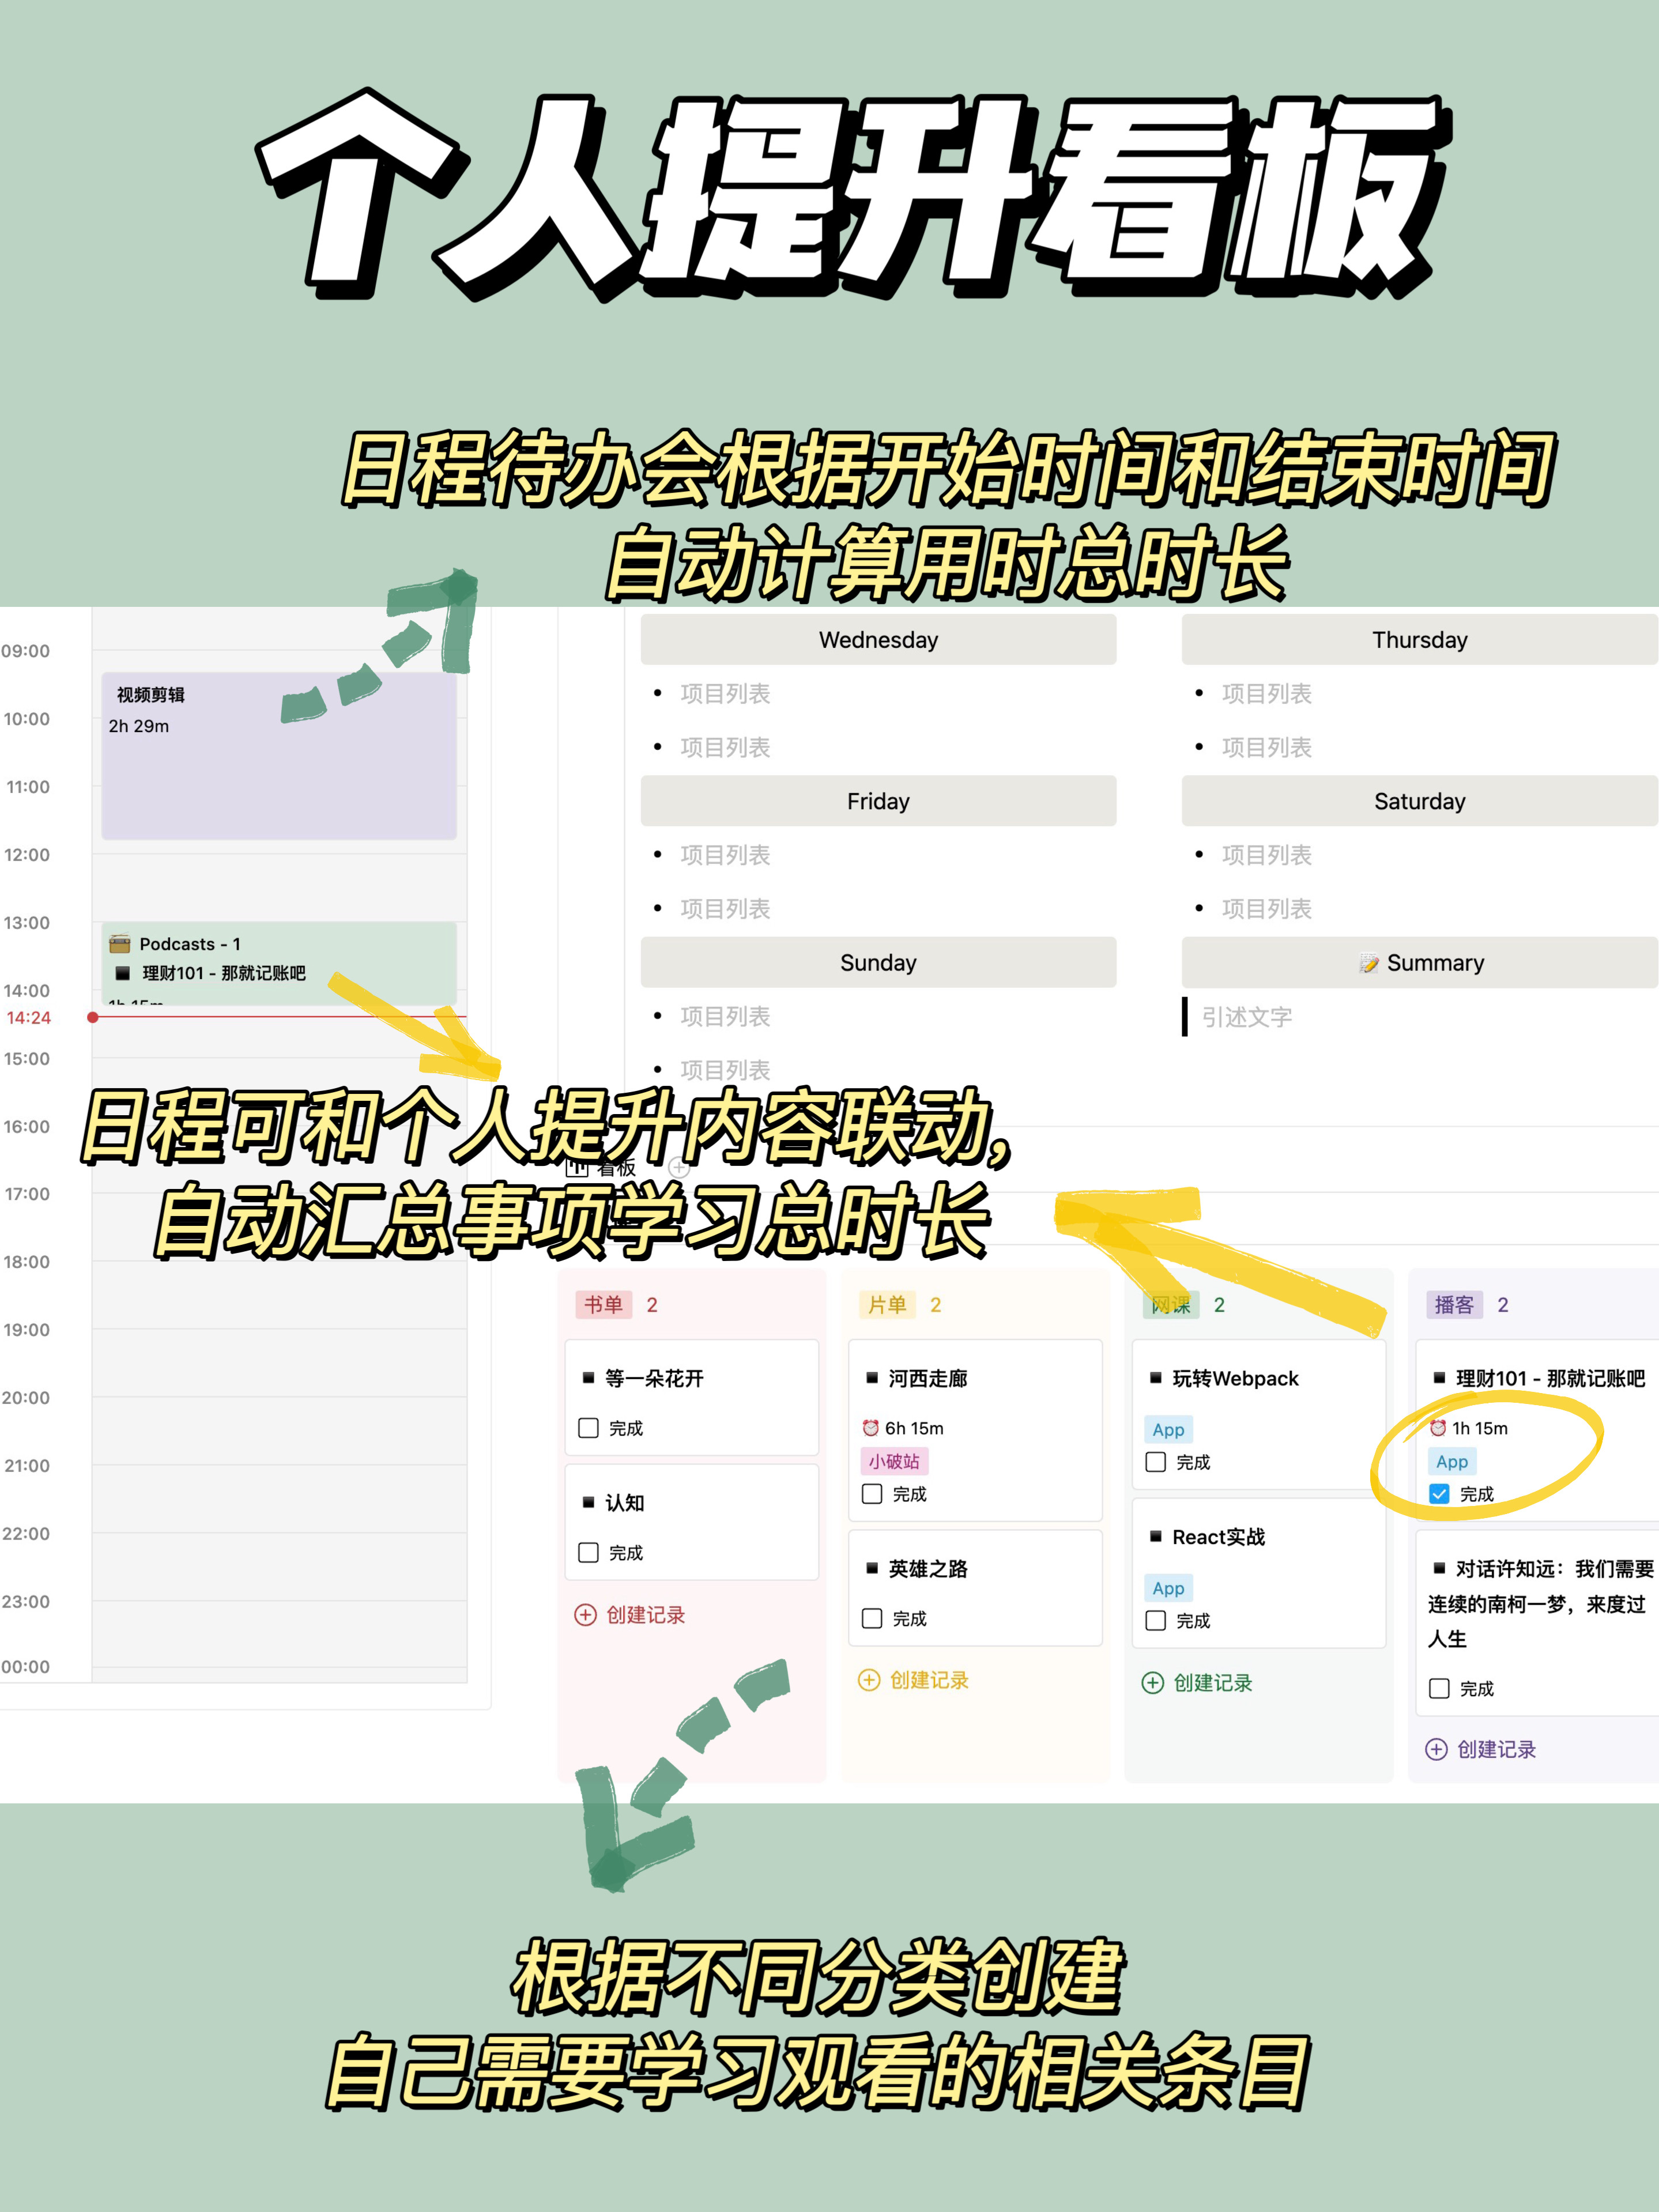 个人提升看板
日程待办会根据开始时间和结束时间
自动计算用时总时长
09:00
视频剪辑
10:00
2h 29m
11:00
12:00
13:00
Podcasts - 1
理财101 - 那就记账吧
14:00
1h 15m
14:24
15:00
16:00
17:00
18:00
19:00
20:00
21:00
22:00
23:00
00:00
Wednesday
项目列表
项目列表
Thursday
项目列表
项目列表
Friday
项目列表
项目列表
Saturday
项目列表
项目列表
Sunday
项目列表
项目列表
Summary
引述文字
日程可和个人提升内容联动,
自动汇总事项学习总时长
看板
书单 2
等一朵花开
完成
认知
完成
创建记录
片单 2
河西走廊
6h 15m
小破站
完成
英雄之路
完成
创建记录
网课 2
玩转Webpack
App
完成
React实战
App
完成
创建记录
播客 2
理财101 - 那就记账吧
1h 15m
App
完成
对话许知远：我们需要
连续的南柯一梦，来度过
人生
完成
创建记录
根据不同分类创建
自己需要学习观看的相关条目